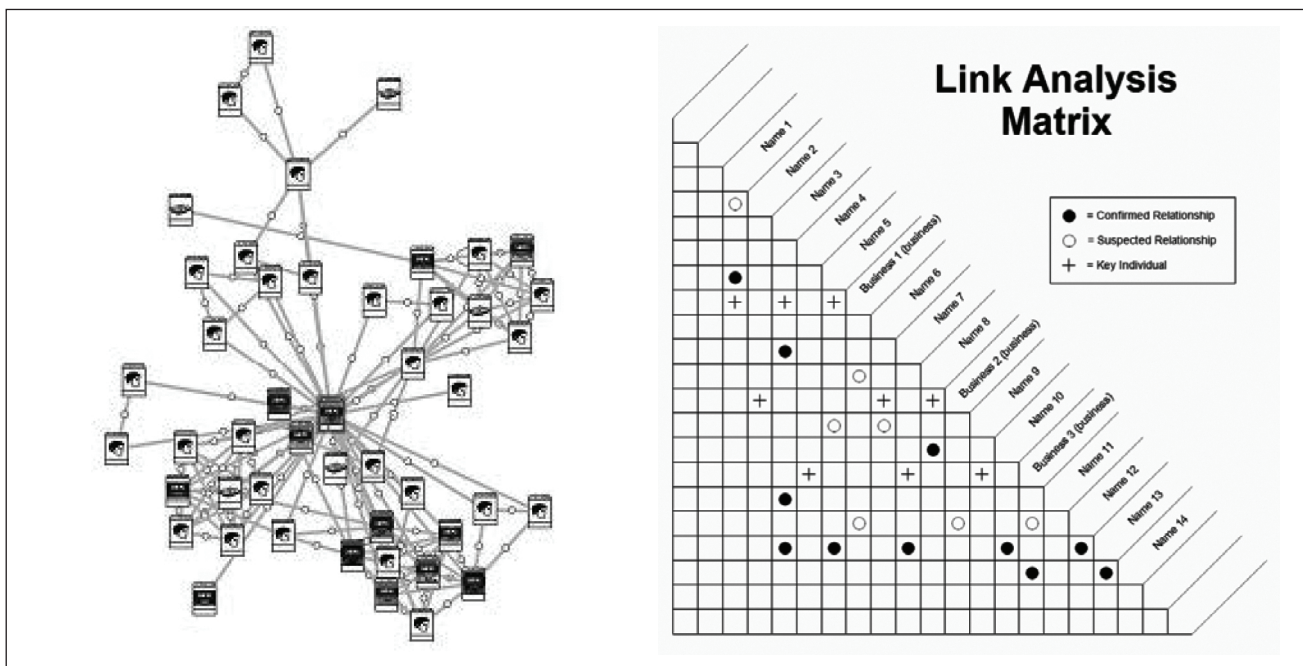 Link Analysis
Matrix
Name 1
Name 2
Name 3
Name 4
Name 5
Business 1 (business)
Name 6
Name 7
Name 8
Business 2 (business)
Name 9
Name 10
Business 3 (business)
Name 11
Name 12
Name 13
Name 14
= Confirmed Relationship
= Suspected Relationship
+ = Key Individual